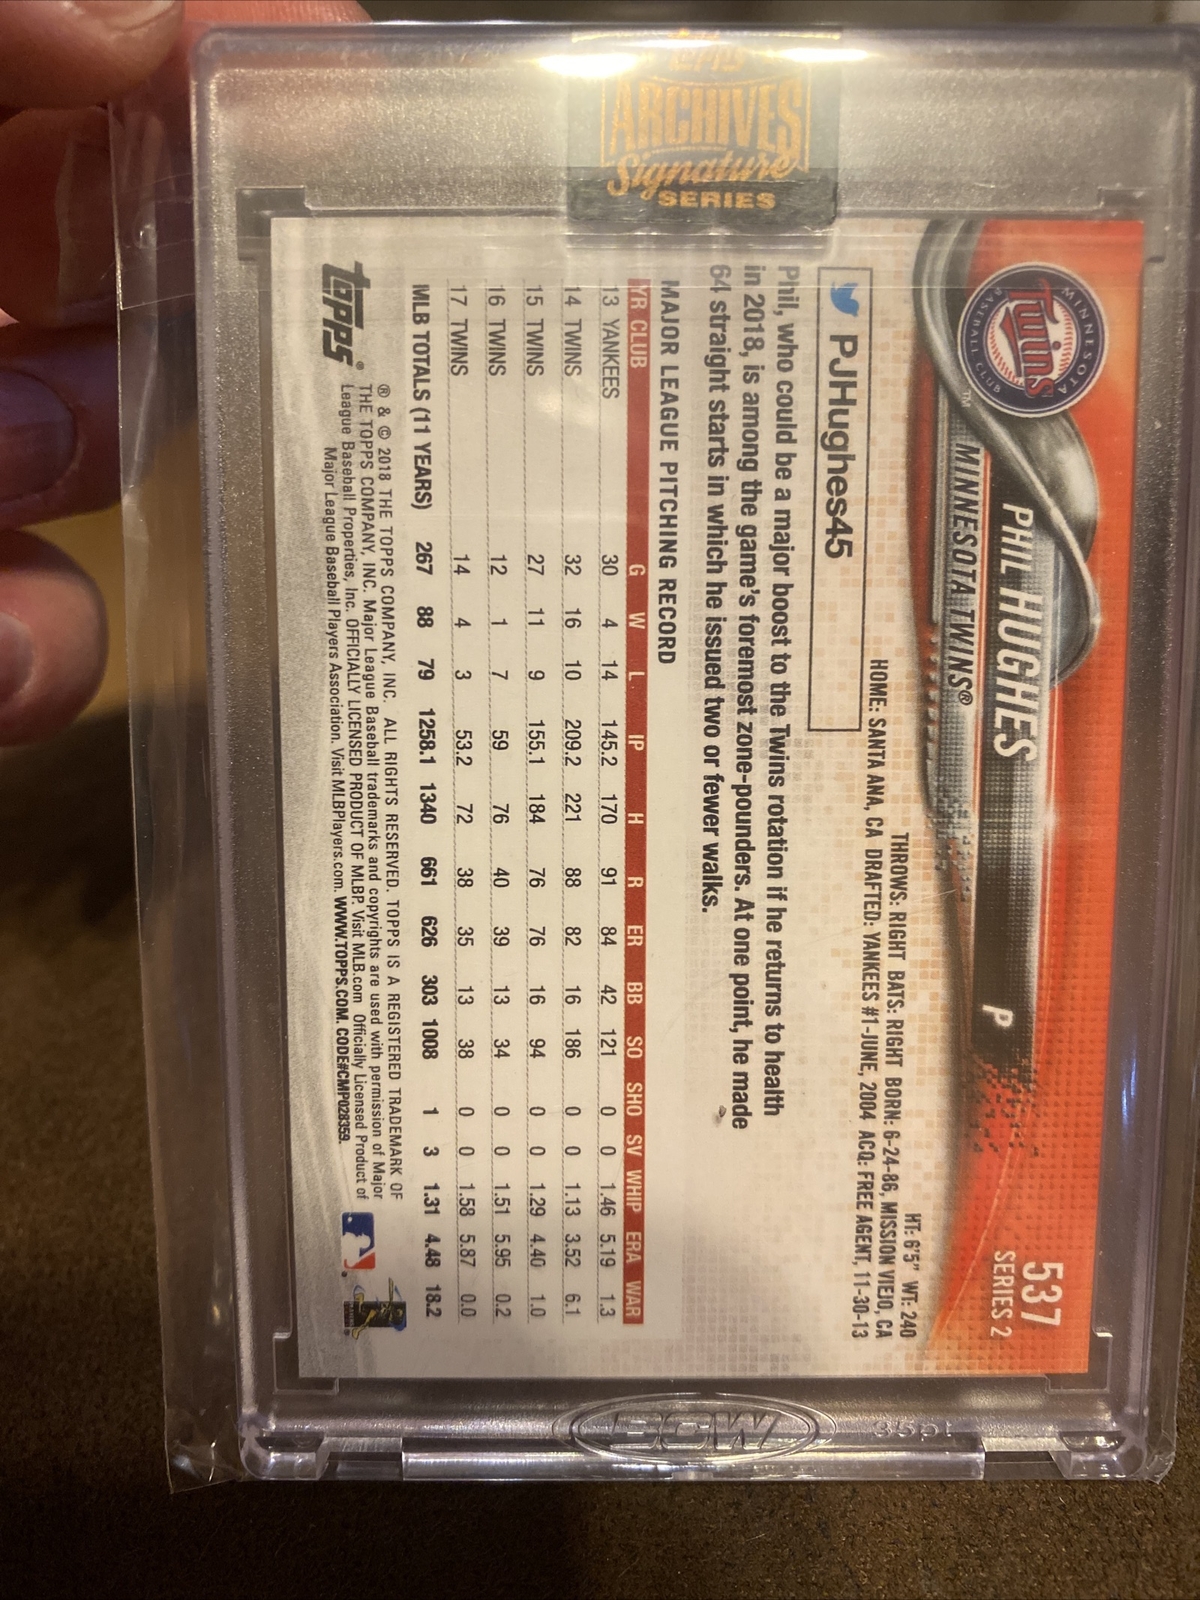 Topps
ARCHIVES
Signature
SERIES
MINNESOTA
Twins
BASEBALL CLUB
TM
PHIL HUGHES P
MINNESOTA TWINS®
537
SERIES 2
HT: 6'5" WT: 240
THROWS: RIGHT BATS: RIGHT BORN: 6-24-86, MISSION VIEJO, CA
HOME: SANTA ANA, CA DRAFTED: YANKEES #1-JUNE, 2004 ACQ: FREE AGENT, 11-30-13
PJHughes45
Phil, who could be a major boost to the Twins rotation if he returns to health
in 2018, is among the game's foremost zone-pounders. At one point, he made
64 straight starts in which he issued two or fewer walks.
MAJOR LEAGUE PITCHING RECORD
YR CLUB G W L IP H R ER BB SO SHO SV WHIP ERA WAR
13 YANKEES 30 4 14 145.2 170 91 84 42 121 0 0 1.46 5.19 1.3
14 TWINS 32 16 10 209.2 221 88 82 16 186 0 0 1.13 3.52 6.1
15 TWINS 27 11 9 155.1 184 76 76 16 94 0 0 1.29 4.40 1.0
16 TWINS 12 1 7 59 76 40 39 13 34 0 0 1.51 5.95 0.2
17 TWINS 14 4 3 53.2 72 38 35 13 38 0 0 1.58 5.87 0.0
MLB TOTALS (11 YEARS) 267 88 79 1258.1 1340 661 626 303 1008 1 3 1.31 4.48 18.2
topps®
® & © 2018 THE TOPPS COMPANY, INC. ALL RIGHTS RESERVED. TOPPS IS A REGISTERED TRADEMARK OF
THE TOPPS COMPANY, INC. Major League Baseball trademarks and copyrights are used with permission of Major
League Baseball Properties, Inc. OFFICIALLY LICENSED PRODUCT OF MLBP. Visit MLB.com Officially Licensed Product of
Major League Baseball Players Association. Visit MLBPlayers.com. WWW.TOPPS.COM. CODE#CMP028359.
BCW
35pt